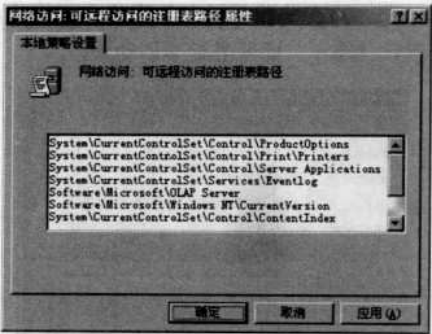 网络访问: 可远程访问的注册表路径 属性
本地策略设置
网络访问: 可远程访问的注册表路径
System\CurrentControlSet\Control\ProductOptions
System\CurrentControlSet\Control\Print\Printers
System\CurrentControlSet\Control\Server Applications
System\CurrentControlSet\Services\Eventlog
Software\Microsoft\OLAP Server
Software\Microsoft\Windows NT\CurrentVersion
System\CurrentControlSet\Control\ContentIndex
确定 取消 应用(A)